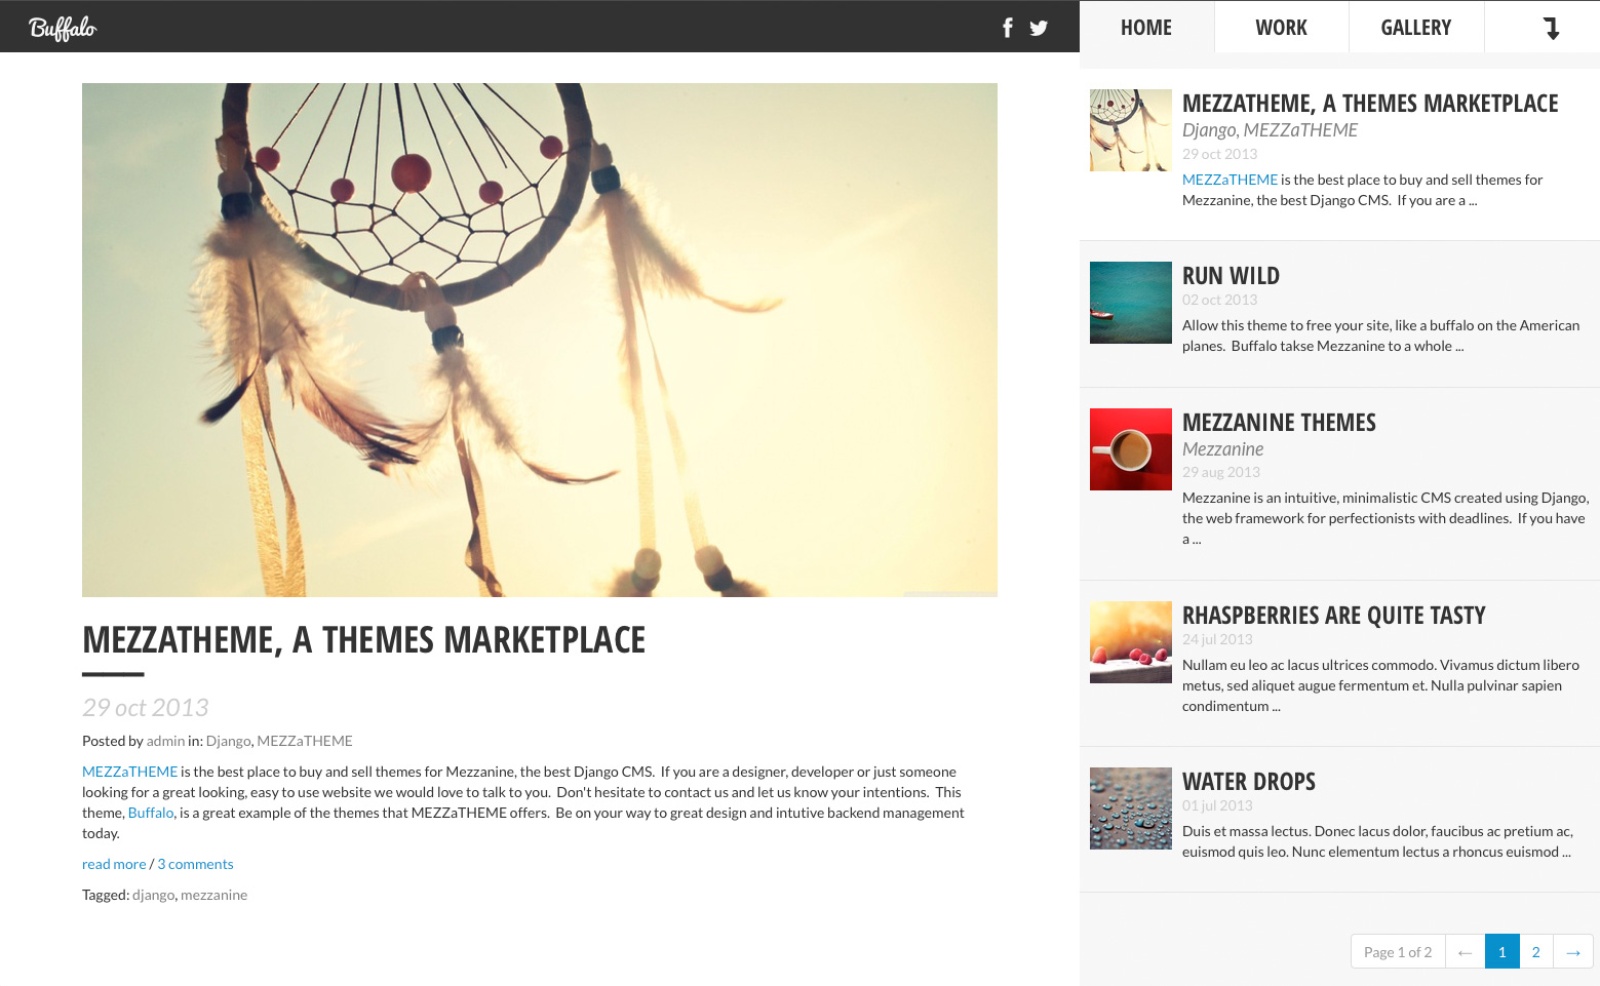 Buffalo
HOME
WORK
GALLERY
MEZZATHEME, A THEMES MARKETPLACE
29 oct 2013
Posted by admin in: Django, MEZZaTHEME
MEZZaTHEME is the best place to buy and sell themes for Mezzanine, the best Django CMS. If you are a designer, developer or just someone
looking for a great looking, easy to use website we would love to talk to you. Don't hesitate to contact us and let us know your intentions. This
theme, Buffalo, is a great example of the themes that MEZZaTHEME offers. Be on your way to great design and intutive backend management
today.
read more / 3 comments
Tagged: django, mezzanine
MEZZATHEME, A THEMES MARKETPLACE
Django, MEZZaTHEME
29 oct 2013
MEZZaTHEME is the best place to buy and sell themes for
Mezzanine, the best Django CMS. If you are a ...
RUN WILD
02 oct 2013
Allow this theme to free your site, like a buffalo on the American
planes. Buffalo takse Mezzanine to a whole ...
MEZZANINE THEMES
Mezzanine
29 aug 2013
Mezzanine is an intuitive, minimalistic CMS created using Django,
the web framework for perfectionists with deadlines. If you have
a ...
RHASPBERRIES ARE QUITE TASTY
24 jul 2013
Nullam eu leo ac lacus ultrices commodo. Vivamus dictum libero
metus, sed aliquet augue fermentum et. Nulla pulvinar sapien
condimentum ...
WATER DROPS
01 jul 2013
Duis et massa lectus. Donec lacus dolor, faucibus ac pretium ac,
euismod quis leo. Nunc elementum lectus a rhoncus euismod ...
Page 1 of 2 ← 1 2 →